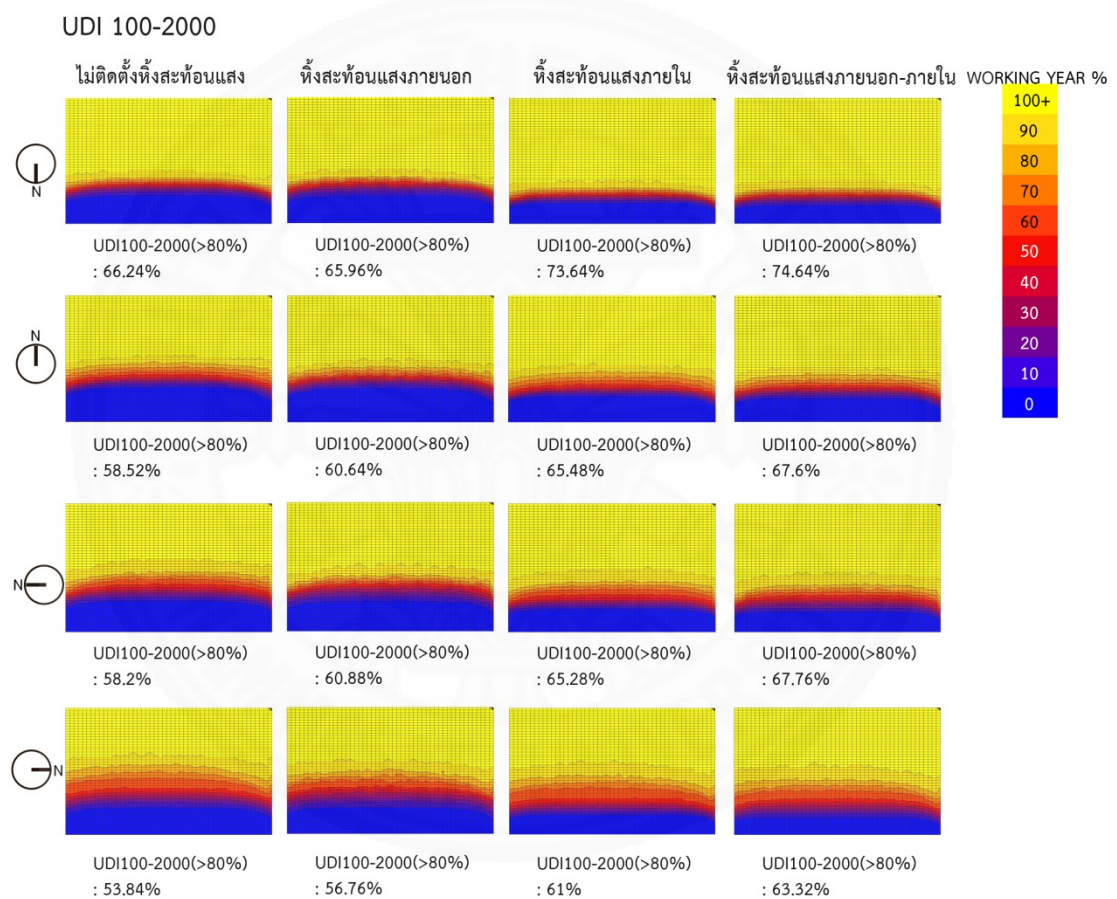 UDI 100-2000
ไม่ติดตั้งหิ้งสะท้อนแสง หิ้งสะท้อนแสงภายนอก หิ้งสะท้อนแสงภายใน หิ้งสะท้อนแสงภายนอก-ภายใน WORKING YEAR %
100+
90
80
70
60
50
40
30
20
10
0
N
UDI100-2000(>80%) UDI100-2000(>80%) UDI100-2000(>80%) UDI100-2000(>80%)
: 66.24% : 65.96% : 73.64% : 74.64%
N
UDI100-2000(>80%) UDI100-2000(>80%) UDI100-2000(>80%) UDI100-2000(>80%)
: 58.52% : 60.64% : 65.48% : 67.6%
N
UDI100-2000(>80%) UDI100-2000(>80%) UDI100-2000(>80%) UDI100-2000(>80%)
: 58.2% : 60.88% : 65.28% : 67.76%
N
UDI100-2000(>80%) UDI100-2000(>80%) UDI100-2000(>80%) UDI100-2000(>80%)
: 53.84% : 56.76% : 61% : 63.32%